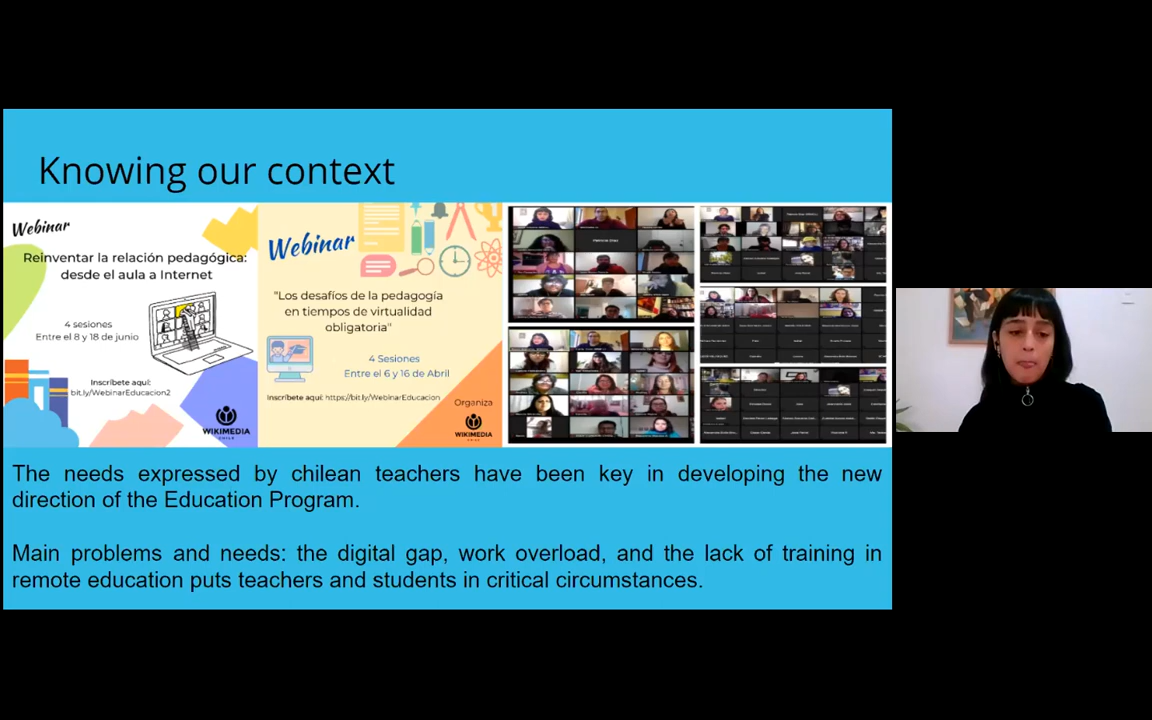 Knowing our context
Webinar
Reinventar la relación pedagógica:
desde el aula a Internet
4 sesiones
Entre el 8 y 18 de junio
Inscríbete aquí:
bit.ly/WebinarEducacion2
WIKIMEDIA
CHILE
Webinar
"Los desafíos de la pedagogía
en tiempos de virtualidad
obligatoria"
4 Sesiones
Entre el 6 y 16 de Abril
Inscríbete aquí: https://bit.ly/WebinarEducacion
Organiza
WIKIMEDIA
CHILE
The needs expressed by chilean teachers have been key in developing the new
direction of the Education Program.
Main problems and needs: the digital gap, work overload, and the lack of training in
remote education puts teachers and students in critical circumstances.